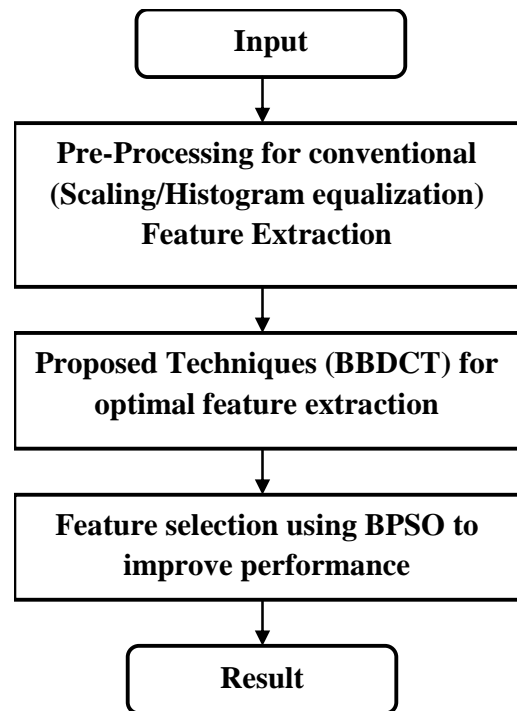 Input
Pre-Processing for conventional
(Scaling/Histogram equalization)
Feature Extraction
Proposed Techniques (BBDCT) for
optimal feature extraction
Feature selection using BPSO to
improve performance
Result